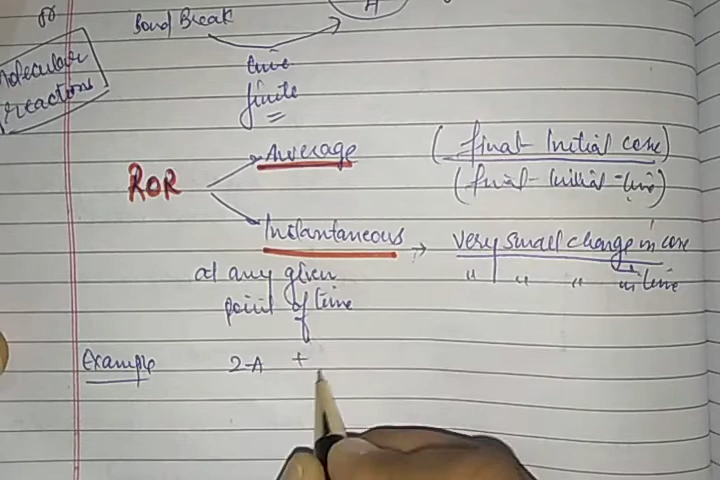 Bond Break
H
Molecular
reactions
time
finite
ROR
Average
(final - Initial conc)
(final - Initial - time)
Instantaneous → very small change in conc
" " " in time
at any given
point of time
Example 2A +